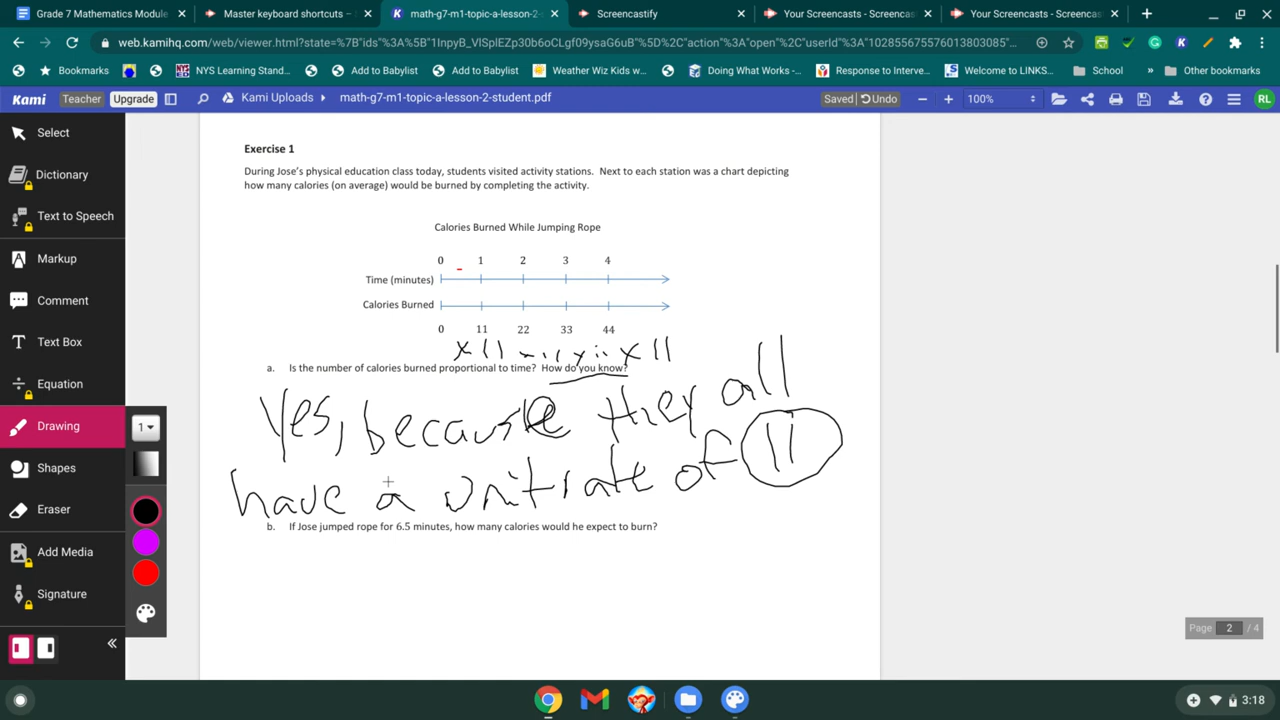 Grade 7 Mathematics Module
Master keyboard shortcuts –
math-g7-m1-topic-a-lesson-2-
Screencastify
Your Screencasts - Screencas
Your Screencasts - Screencas
web.kamihq.com/web/viewer.html?state=%7B"ids"%3A%5B"1InpyB_VlSplEZp30b6oCLgf09ysaG6uB"%5D%2C"action"%3A"open"%2C"userId"%3A"102855675576013803085"...
Bookmarks NYS Learning Stand... Add to Babylist Add to Babylist Weather Wiz Kids w... Doing What Works -... Response to Interve... Welcome to LINKS... School » Other bookmarks
Kami Teacher Upgrade Kami Uploads math-g7-m1-topic-a-lesson-2-student.pdf Saved Undo 100% RL
Select
Dictionary
Text to Speech
Markup
Comment
Text Box
Equation
Drawing
1
Shapes
Eraser
Add Media
Signature
«
Exercise 1
During Jose's physical education class today, students visited activity stations. Next to each station was a chart depicting
how many calories (on average) would be burned by completing the activity.
Calories Burned While Jumping Rope
0 1 2 3 4
Time (minutes)
Calories Burned
0 11 22 33 44
x11 x11 x11
a. Is the number of calories burned proportional to time? How do you know?
Yes, because they all
have a unit rate of 11
b. If Jose jumped rope for 6.5 minutes, how many calories would he expect to burn?
Page 2 / 4
3:18